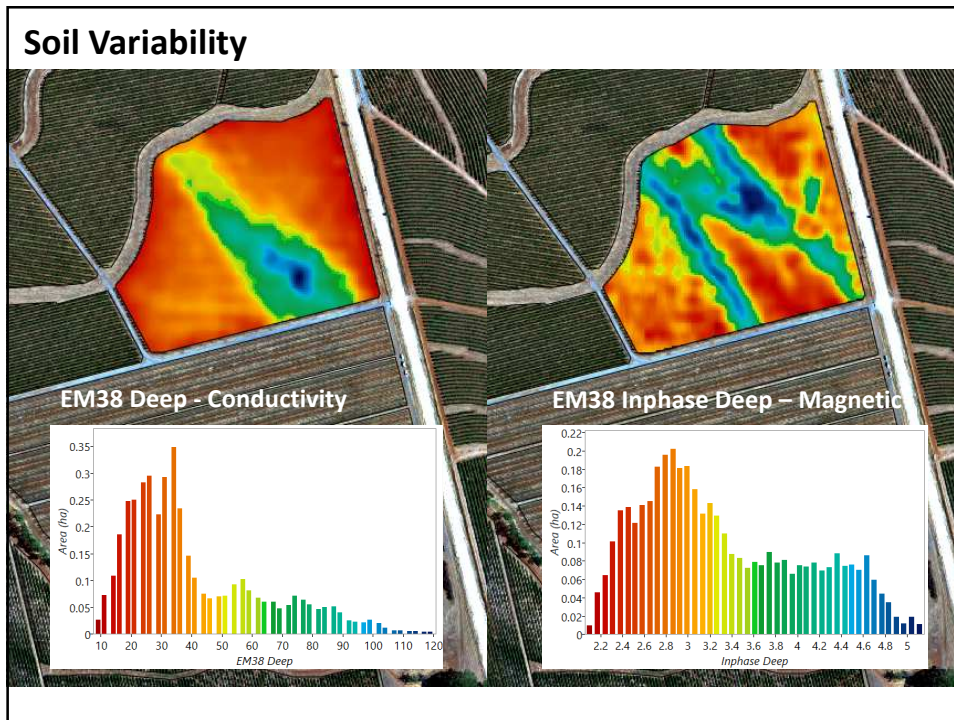 Soil Variability
EM38 Deep - Conductivity
0.35
0.3
0.25
0.2
0.15
0.1
0.05
0
Area (ha)
10 20 30 40 50 60 70 80 90 100 110 120
EM38 Deep
EM38 Inphase Deep – Magnetic
0.22
0.2
0.18
0.16
0.14
0.12
0.1
0.08
0.06
0.04
0.02
0
Area (ha)
2.2 2.4 2.6 2.8 3 3.2 3.4 3.6 3.8 4 4.2 4.4 4.6 4.8 5
Inphase Deep